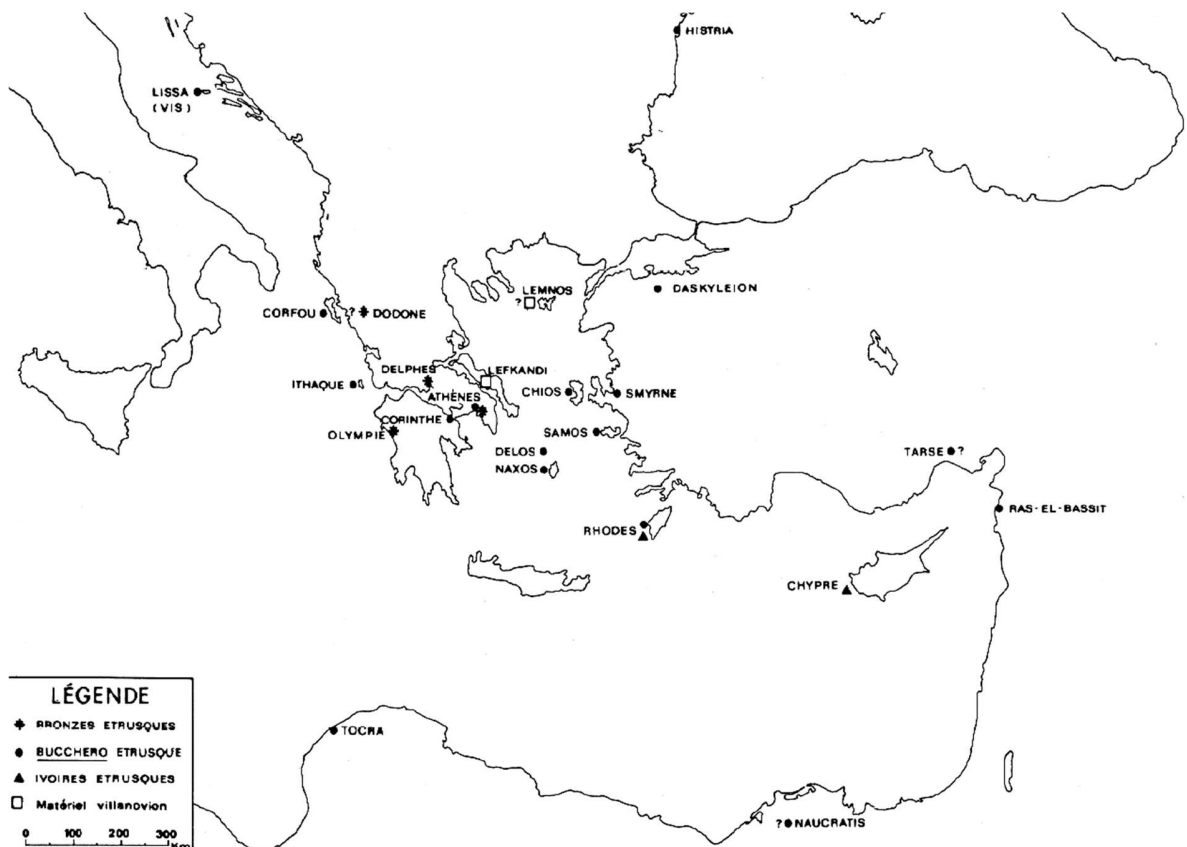 HISTRIA
LISSA
(VIS)
DASKYLEION
LEMNOS
?
CORFOU
?
DODONE
DELPHES
LEFKANDI
ITHAQUE
CHIOS
SMYRNE
ATHÈNES
CORINTHE
OLYMPIE
SAMOS
DELOS
NAXOS
TARSE ?
RAS-EL-BASSIT
RHODES
CHYPRE
TOCRA
? NAUCRATIS
LÉGENDE
BRONZES ETRUSQUES
BUCCHERO ETRUSQUE
IVOIRES ETRUSQUES
Matériel villanovion
0 100 200 300
Km